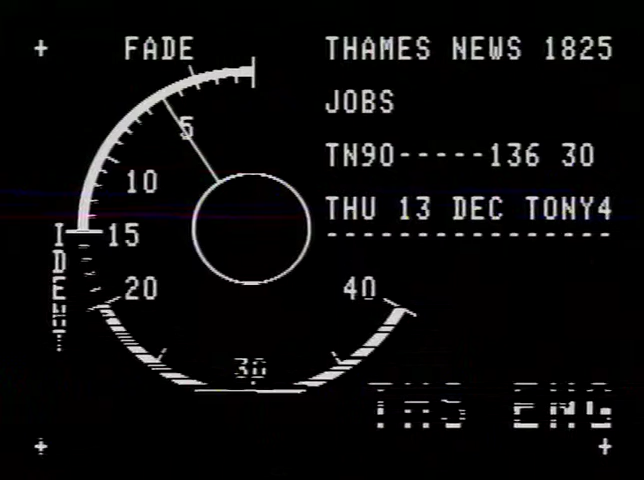 FADE
THAMES NEWS 1825
JOBS
5
TN90-----136 30
10
THU 13 DEC TONY4
15
-----------------
IDENT
20
40
30
THS ENG